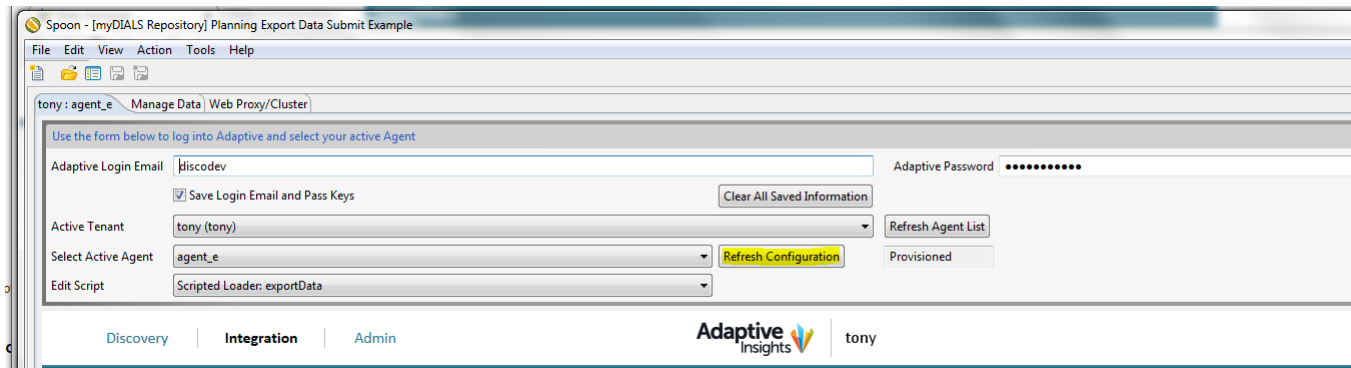 Spoon - [myDIALS Repository] Planning Export Data Submit Example
File Edit View Action Tools Help
tony : agent_e Manage Data Web Proxy/Cluster
Use the form below to log into Adaptive and select your active Agent
Adaptive Login Email discodev Adaptive Password •••••••••••
Save Login Email and Pass Keys Clear All Saved Information
Active Tenant tony (tony) Refresh Agent List
Select Active Agent agent_e Refresh Configuration Provisioned
Edit Script Scripted Loader: exportData
Discovery Integration Admin Adaptive Insights tony